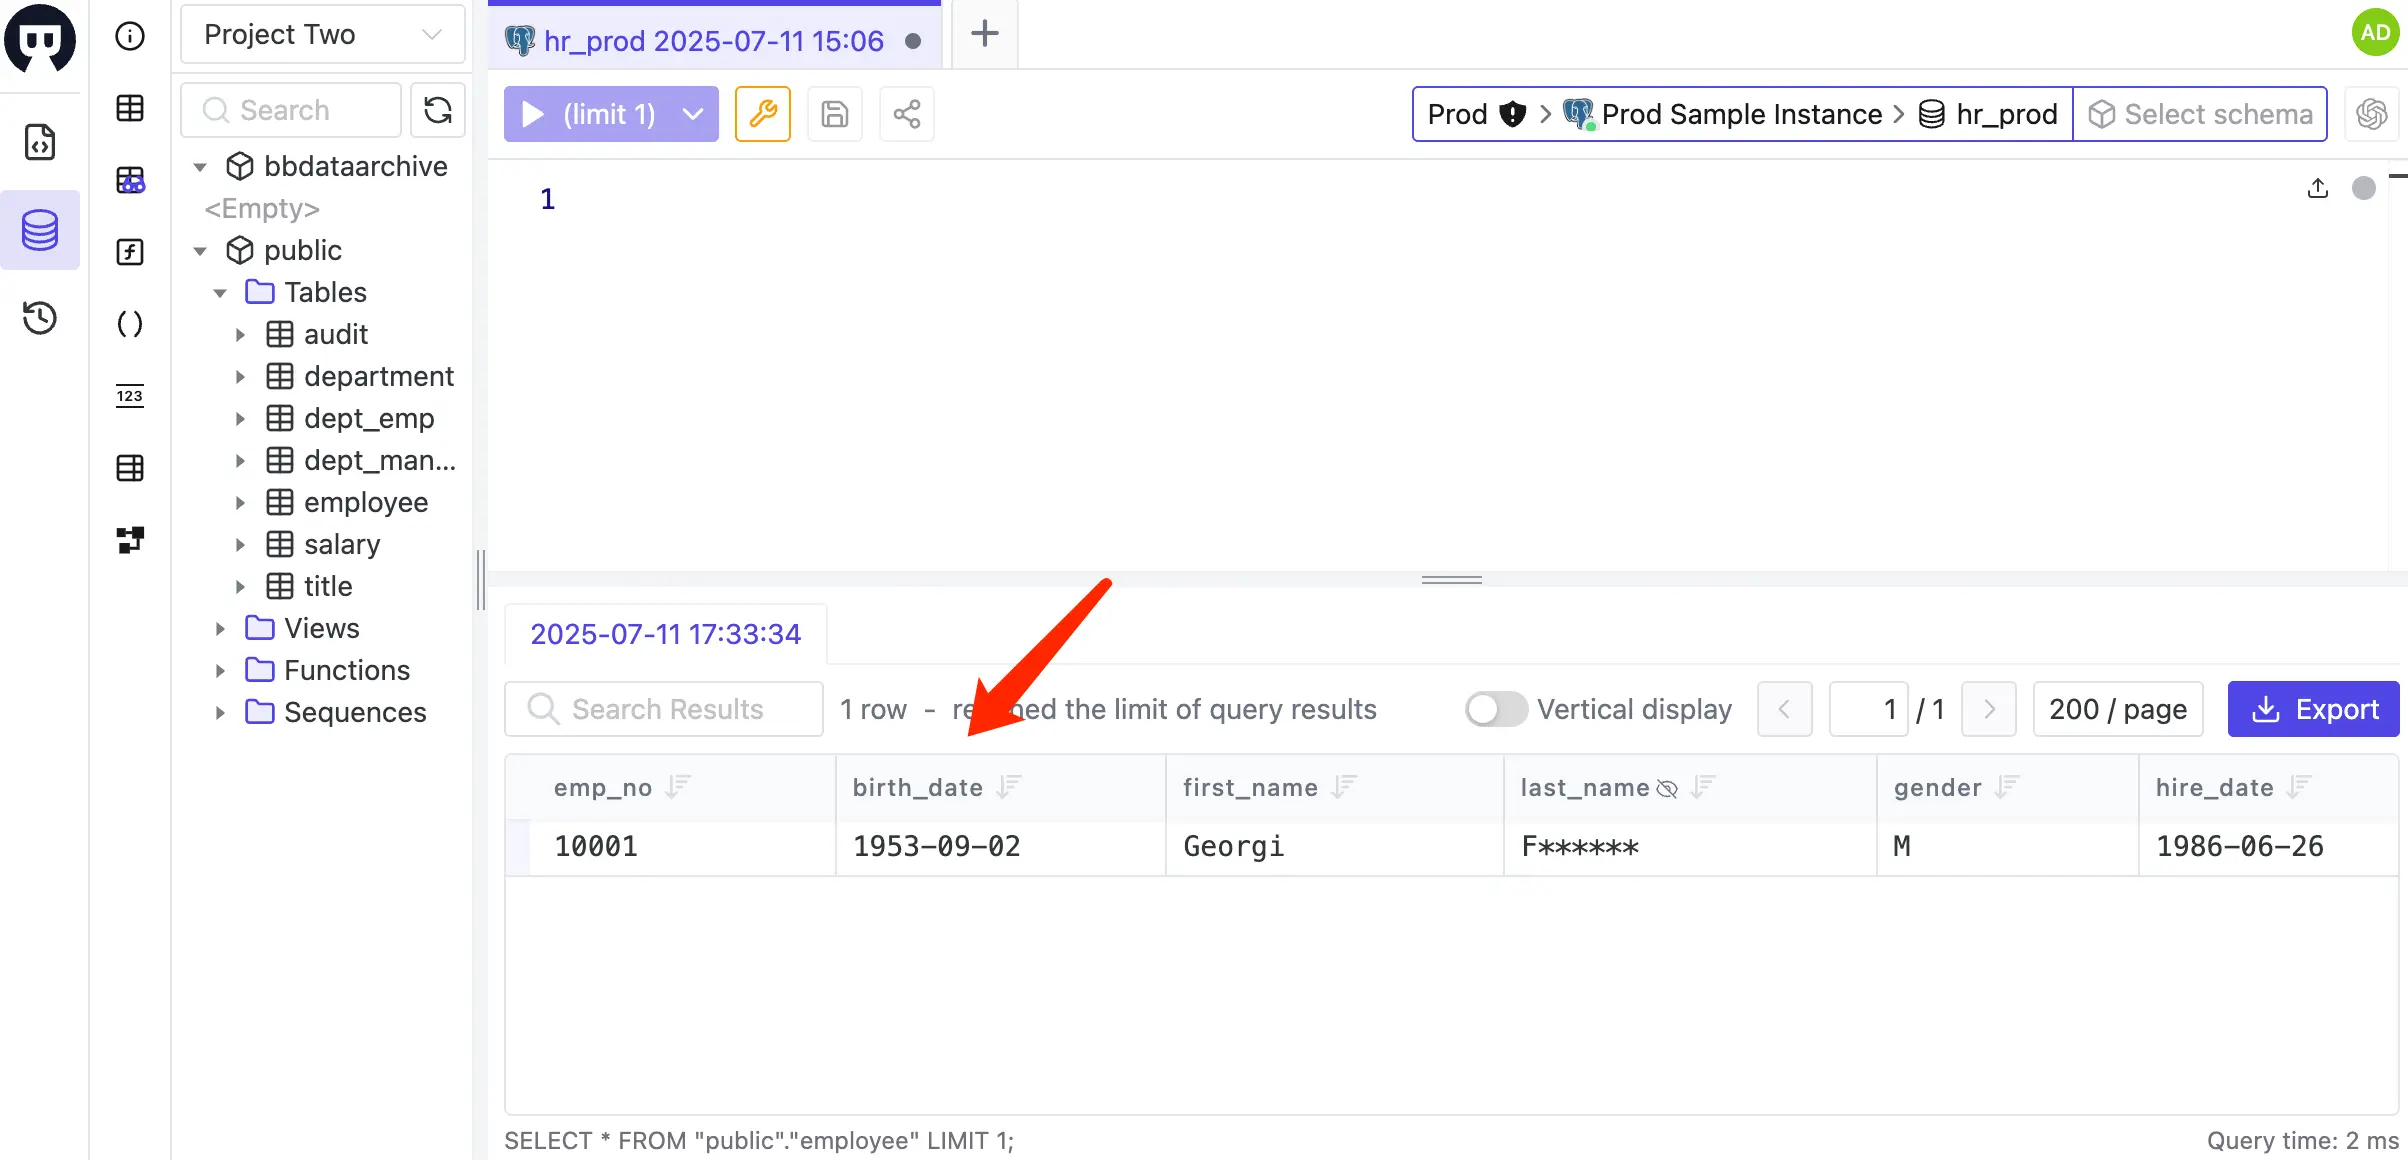 Project Two
hr_prod 2025-07-11 15:06
AD
Search
(limit 1)
Prod > Prod Sample Instance > hr_prod
Select schema
bbdataarchive
<Empty>
public
Tables
audit
department
dept_emp
dept_man...
employee
salary
title
Views
Functions
Sequences
123
1
2025-07-11 17:33:34
Search Results
1 row - the limit of query results
Vertical display
1 / 1
200 / page
Export
emp_no birth_date first_name last_name gender hire_date
10001 1953-09-02 Georgi F****** M 1986-06-26
SELECT * FROM "public"."employee" LIMIT 1;
Query time: 2 ms